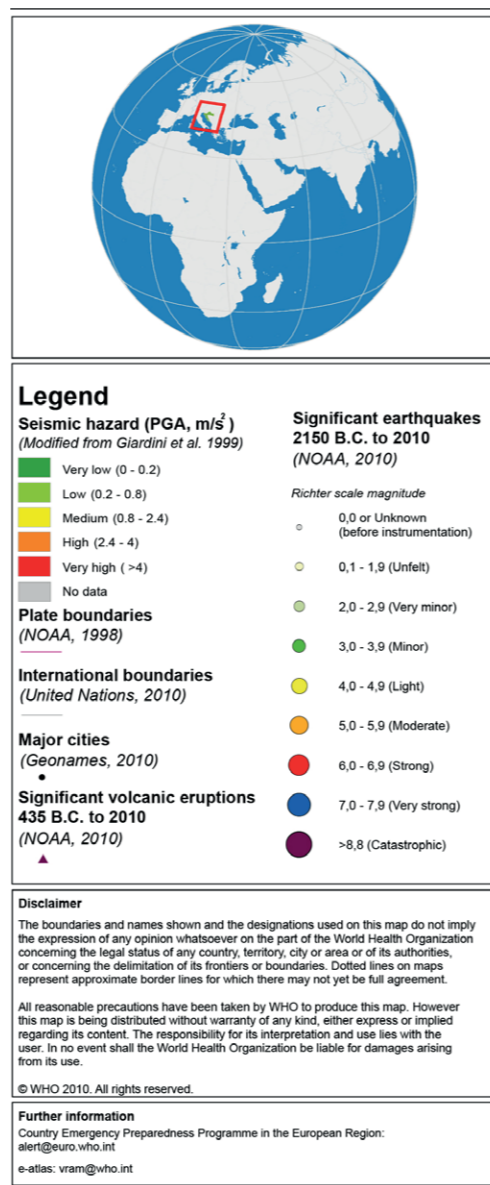 Legend
Seismic hazard (PGA, m/s² )
(Modified from Giardini et al. 1999)
Very low (0 - 0.2)
Low (0.2 - 0.8)
Medium (0.8 - 2.4)
High (2.4 - 4)
Very high ( >4)
No data
Plate boundaries
(NOAA, 1998)
International boundaries
(United Nations, 2010)
Major cities
(Geonames, 2010)
Significant volcanic eruptions
435 B.C. to 2010
(NOAA, 2010)
Significant earthquakes
2150 B.C. to 2010
(NOAA, 2010)
Richter scale magnitude
0,0 or Unknown
(before instrumentation)
0,1 - 1,9 (Unfelt)
2,0 - 2,9 (Very minor)
3,0 - 3,9 (Minor)
4,0 - 4,9 (Light)
5,0 - 5,9 (Moderate)
6,0 - 6,9 (Strong)
7,0 - 7,9 (Very strong)
>8,8 (Catastrophic)
Disclaimer
The boundaries and names shown and the designations used on this map do not imply
the expression of any opinion whatsoever on the part of the World Health Organization
concerning the legal status of any country, territory, city or area or of its authorities,
or concerning the delimitation of its frontiers or boundaries. Dotted lines on maps
represent approximate border lines for which there may not yet be full agreement.
All reasonable precautions have been taken by WHO to produce this map. However
this map is being distributed without warranty of any kind, either express or implied
regarding its content. The responsibility for its interpretation and use lies with the
user. In no event shall the World Health Organization be liable for damages arising
from its use.
© WHO 2010. All rights reserved.
Further information
Country Emergency Preparedness Programme in the European Region:
alert@euro.who.int
e-atlas: vram@who.int